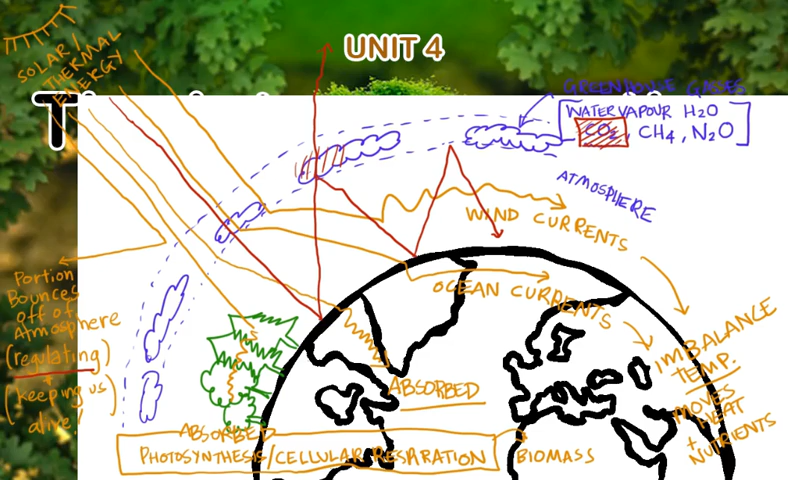 UNIT 4
SOLAR /
THERMAL
ENERGY
GREENHOUSE GASES
WATER VAPOUR H2O
CO2, CH4, N2O
ATMOSPHERE
WIND CURRENTS
OCEAN CURRENTS
Portion
Bounces
off of
Atmosphere
(regulating)
+
(keeping us
alive!)
IMBALANCE
TEMP.
MOVES
HEAT
+
NUTRIENTS
ABSORBED
ABSORBED
PHOTOSYNTHESIS/CELLULAR RESPIRATION
BIOMASS